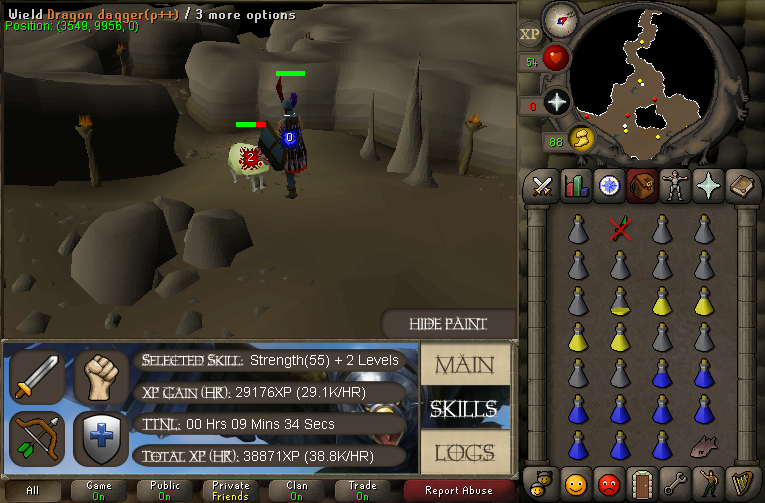 Wield Dragon dagger(p++) / 3 more options
Position: (3549, 9956, 0)
XP
54
0
88
2
0
HIDE PAINT
Selected Skill: Strength(55) + 2 Levels
XP Gain (HR): 29176XP (29.1K/HR)
TTNL: 00 Hrs 09 Mins 34 Secs
Total XP (HR): 38871XP (38.8K/HR)
MAIN
SKILLS
LOGS
All
Game
On
Public
On
Private
Friends
Clan
On
Trade
On
Report Abuse